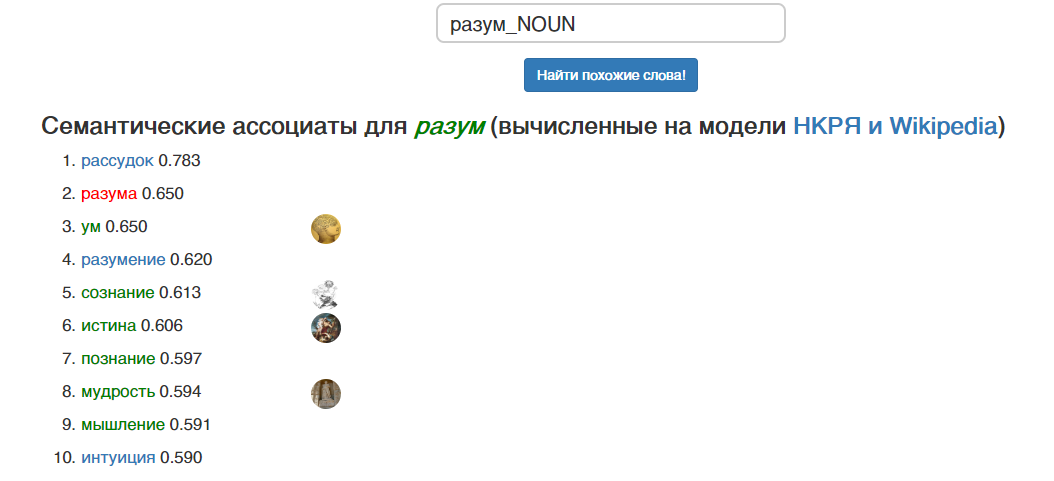 разум_NOUN
Найти похожие слова!
Семантические ассоциаты для разум (вычисленные на модели НКРЯ и Wikipedia)
1. рассудок 0.783
2. разума 0.650
3. ум 0.650
4. разумение 0.620
5. сознание 0.613
6. истина 0.606
7. познание 0.597
8. мудрость 0.594
9. мышление 0.591
10. интуиция 0.590